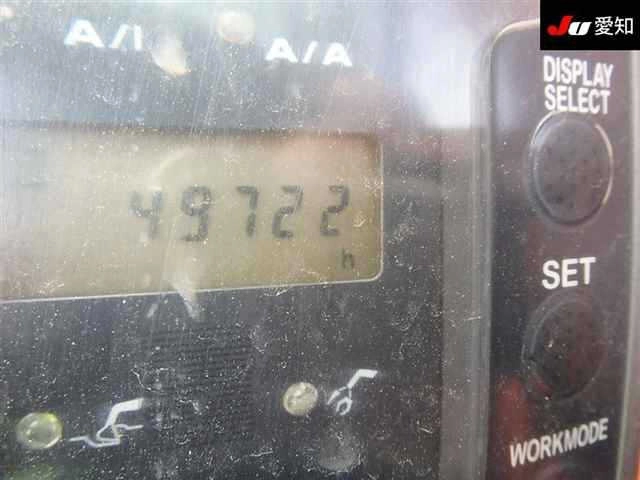 JU 愛知
A/I
A/A
DISPLAY
SELECT
49722
h
SET
WORKMODE